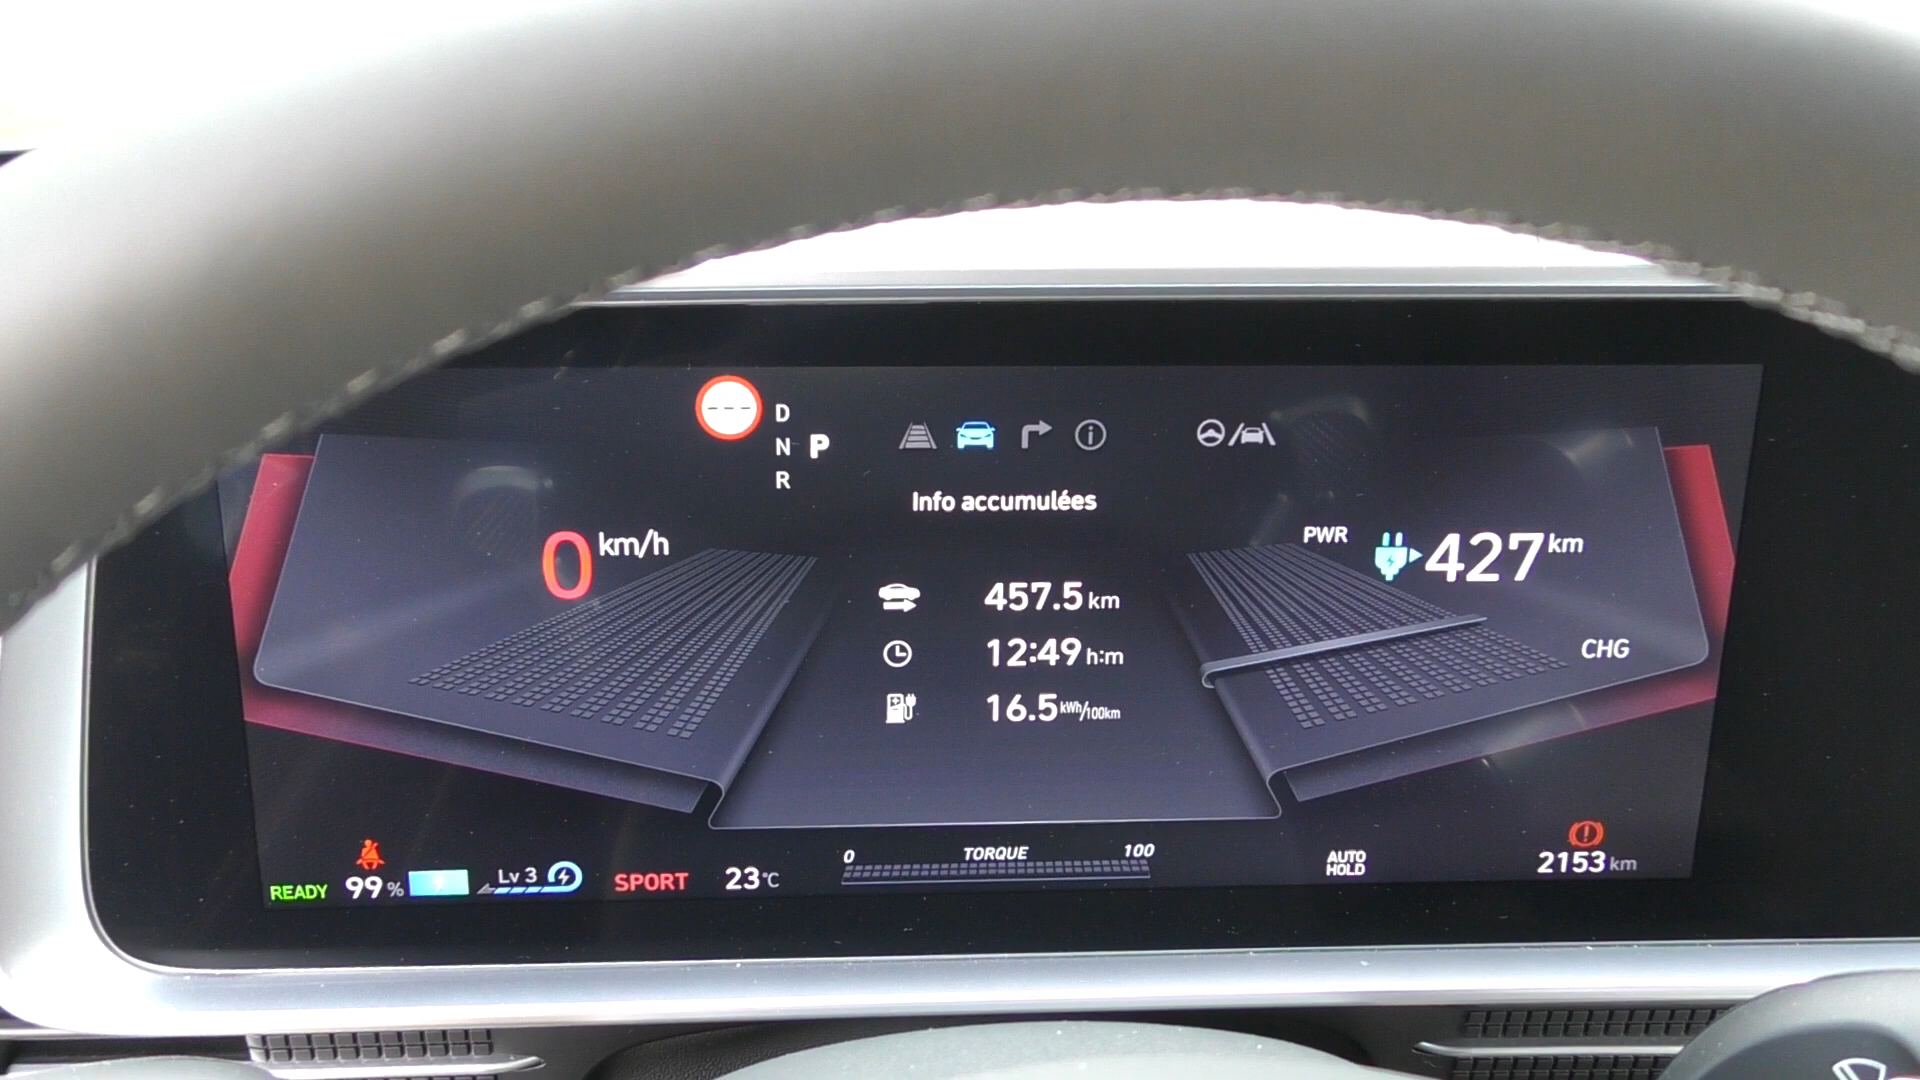 ---
D
N P
R
Info accumulées
0 km/h
PWR
427 km
457.5 km
12:49 h:m
16.5 kWh/100km
CHG
READY
99 %
Lv 3
SPORT
23°C
0 TORQUE 100
AUTO
HOLD
2153 km